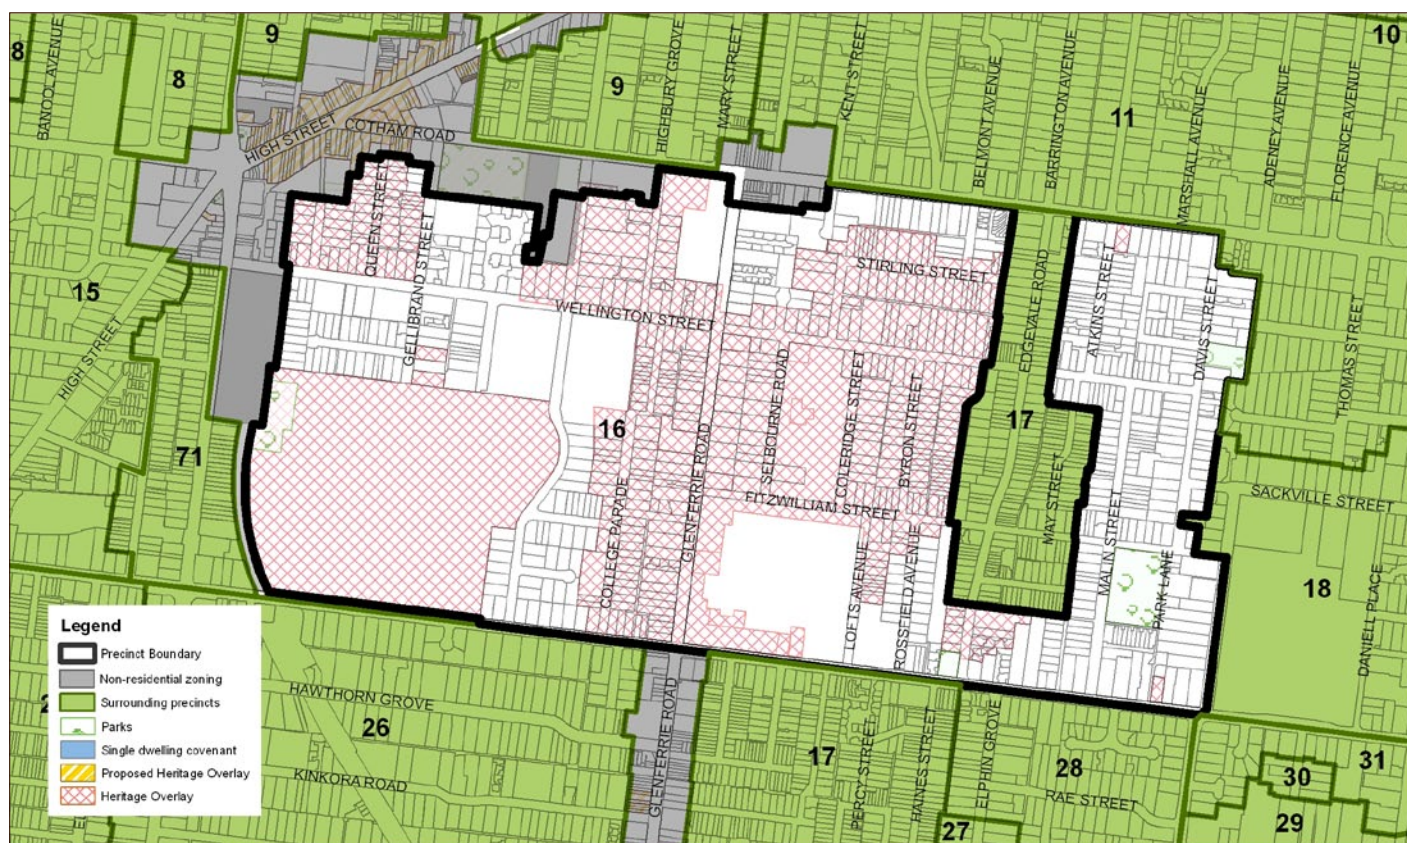 8
9
8
BANOOL AVENUE
HIGH STREET
COTHAM ROAD
9
HIGHBURY GROVE
MARY STREET
KENT STREET
BELMONT AVENUE
BARRINGTON AVENUE
11
MARSHALL AVENUE
ADENEY AVENUE
FLORENCE AVENUE
10
QUEEN STREET
GELLIBRAND STREET
WELLINGTON STREET
STIRLING STREET
EDGEVALE ROAD
ATKINS STREET
DAVIS STREET
THOMAS STREET
15
HIGH STREET
71
16
COLLEGE PARADE
GLENFERRIE ROAD
SELBOURNE ROAD
COLERIDGE STREET
BYRON STREET
FITZWILLIAM STREET
LOFTS AVENUE
ROSSFIELD AVENUE
17
MAY STREET
MALIN STREET
PARK LANE
SACKVILLE STREET
18
DANIELL PLACE
Legend
Precinct Boundary
Non-residential zoning
Surrounding precincts
Parks
Single dwelling covenant
Proposed Heritage Overlay
Heritage Overlay
HAWTHORN GROVE
26
KINKORA ROAD
GLENFERRIE ROAD
17
PERCY STREET
HAINES STREET
ELPHIN GROVE
27
28
RAE STREET
30
31
29